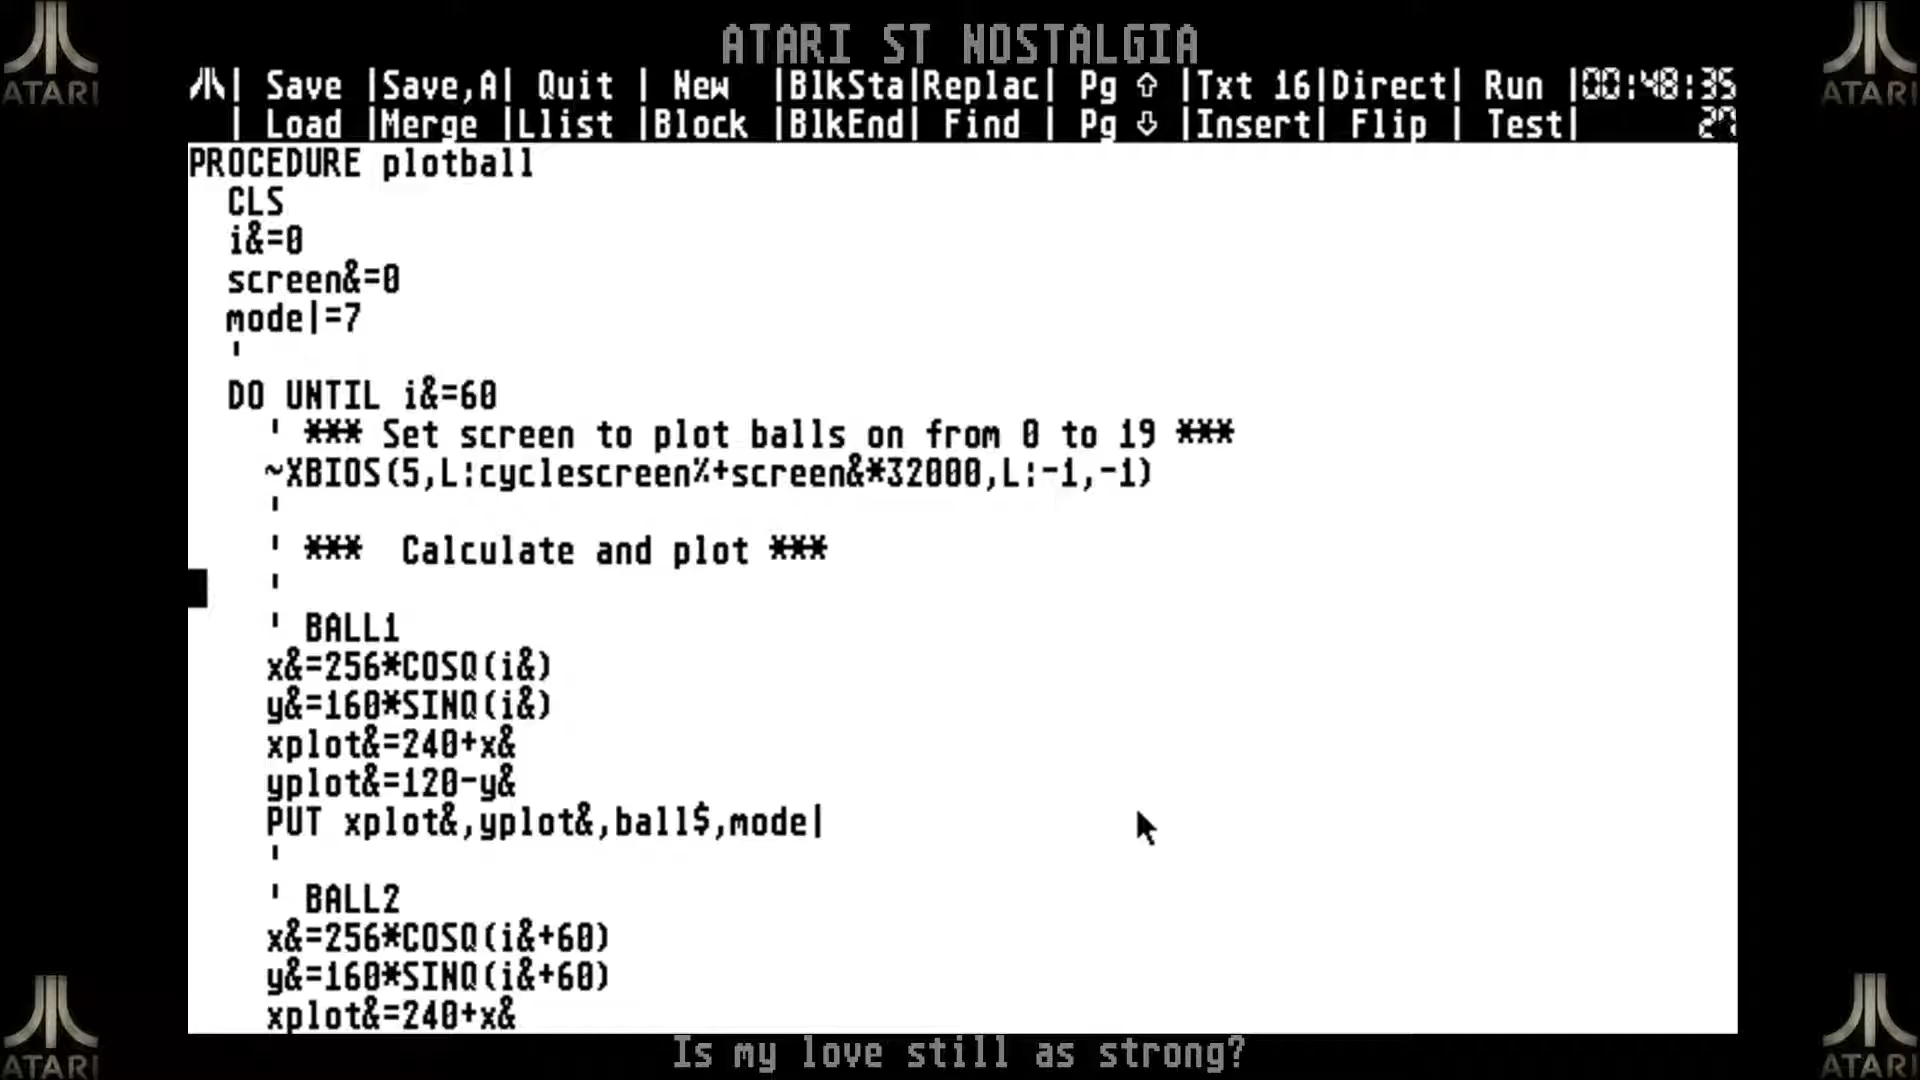 ATARI ST NOSTALGIA
ATARI
ATARI
| Save |Save,A| Quit | New |BlkSta|Replac| Pg ⇧ |Txt 16|Direct| Run |00:48:35
| Load |Merge |Llist |Block |BlkEnd| Find | Pg ⇩ |Insert| Flip | Test| 27
PROCEDURE plotball
CLS
i&=0
screen&=0
mode|=7
'
DO UNTIL i&=60
' *** Set screen to plot balls on from 0 to 19 ***
~XBIOS(5,L:cyclescreen%+screen&*32000,L:-1,-1)
'
' ***  Calculate and plot ***
'
' BALL1
x&=256*COSQ(i&)
y&=160*SINQ(i&)
xplot&=240+x&
yplot&=120-y&
PUT xplot&,yplot&,ball$,mode|
'
' BALL2
x&=256*COSQ(i&+60)
y&=160*SINQ(i&+60)
xplot&=240+x&
Is my love still as strong?
ATARI
ATARI